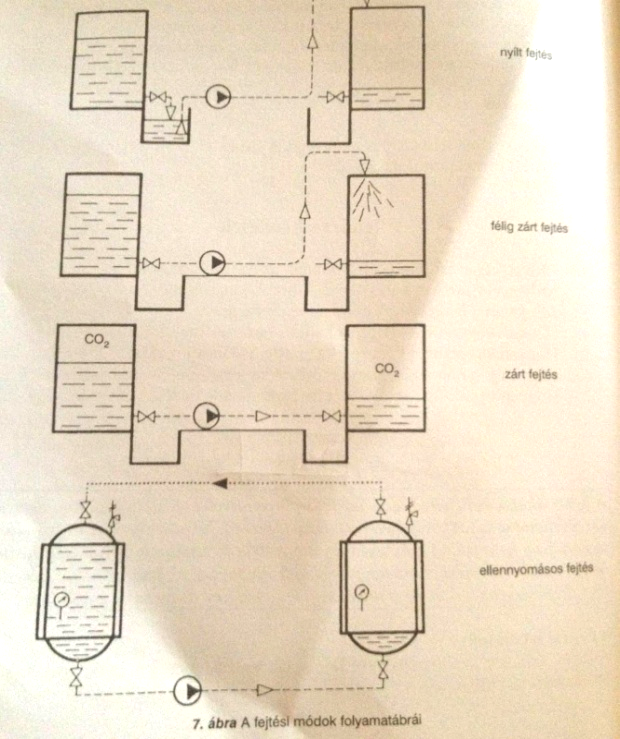 nyílt fejtés
félig zárt fejtés
CO₂
CO₂
zárt fejtés
ellennyomásos fejtés
7. ábra A fejtési módok folyamatábrái